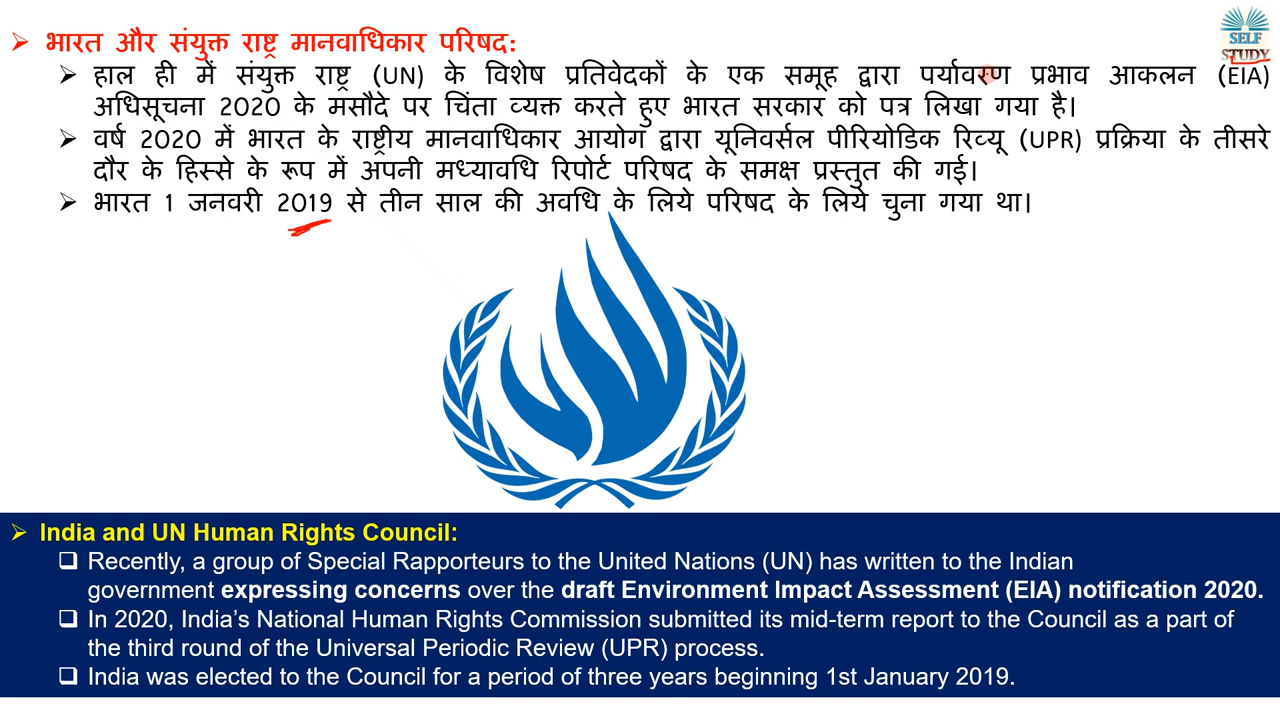 भारत और संयुक्त राष्ट्र मानवाधिकार परिषद:
SELF
STUDY
हाल ही में संयुक्त राष्ट्र (UN) के विशेष प्रतिवेदकों के एक समूह द्वारा पर्यावरण प्रभाव आकलन (EIA)
अधिसूचना 2020 के मसौदे पर चिंता व्यक्त करते हुए भारत सरकार को पत्र लिखा गया है।
वर्ष 2020 में भारत के राष्ट्रीय मानवाधिकार आयोग द्वारा यूनिवर्सल पीरियोडिक रिव्यू (UPR) प्रक्रिया के तीसरे
दौर के हिस्से के रूप में अपनी मध्यावधि रिपोर्ट परिषद के समक्ष प्रस्तुत की गई।
भारत 1 जनवरी 2019 से तीन साल की अवधि के लिये परिषद के लिये चुना गया था।
India and UN Human Rights Council:
Recently, a group of Special Rapporteurs to the United Nations (UN) has written to the Indian
government expressing concerns over the draft Environment Impact Assessment (EIA) notification 2020.
In 2020, India’s National Human Rights Commission submitted its mid-term report to the Council as a part of
the third round of the Universal Periodic Review (UPR) process.
India was elected to the Council for a period of three years beginning 1st January 2019.